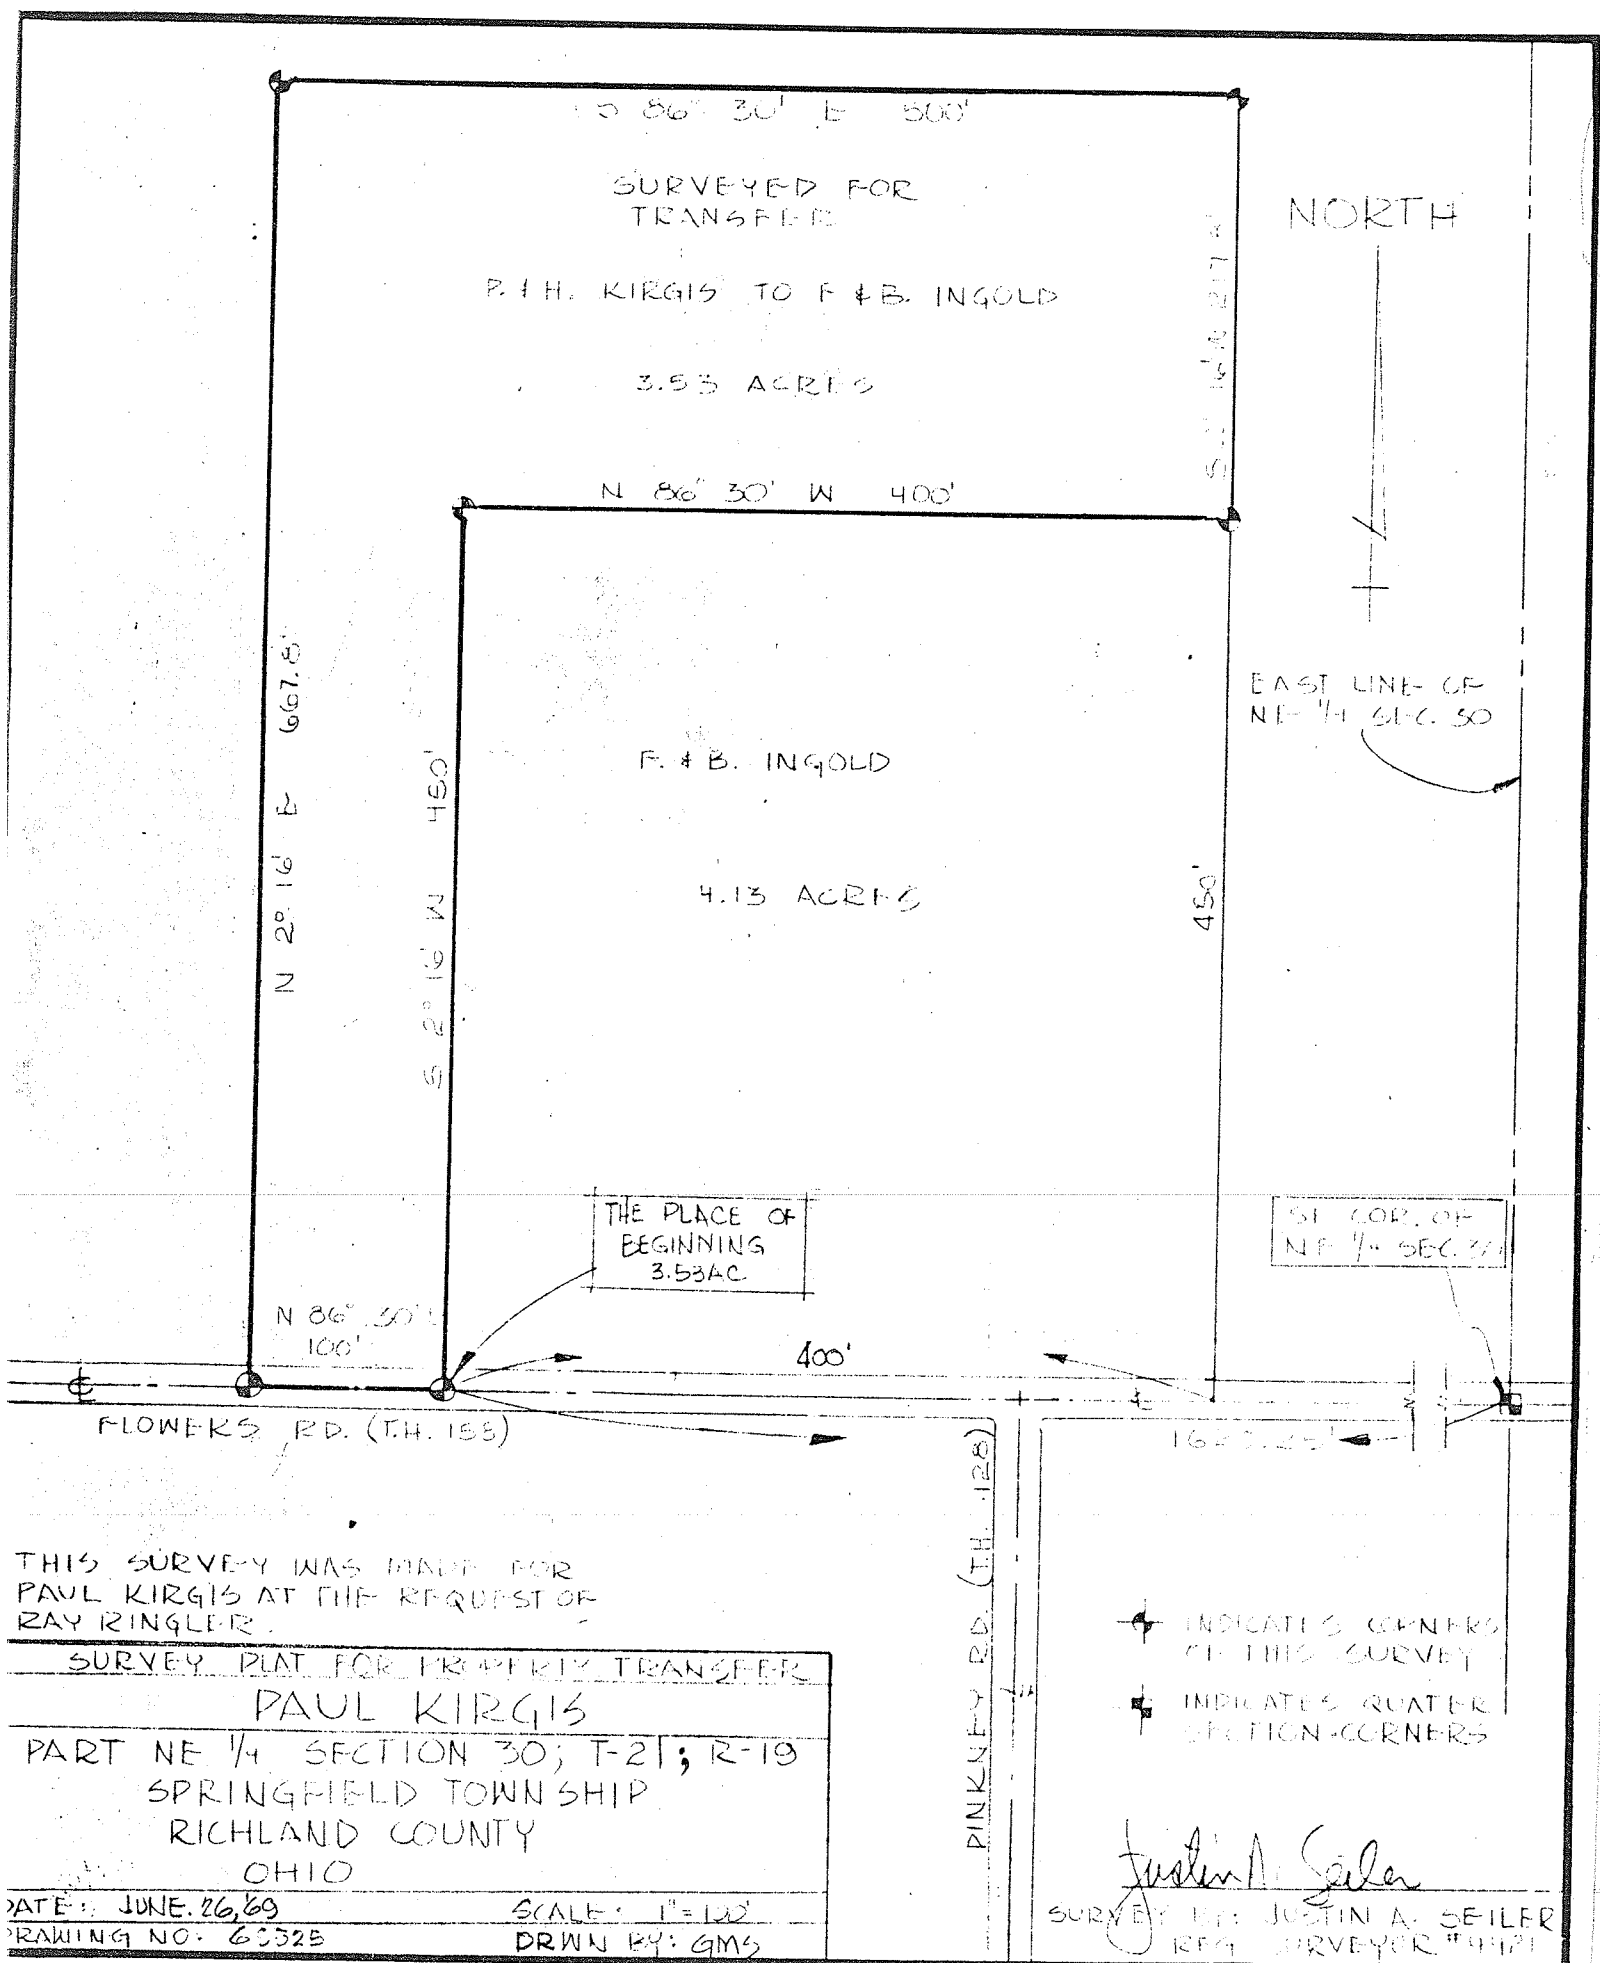 S 86° 30' E 500'
SURVEYED FOR
TRANSFER
P. & H. KIRGIS TO F & B. INGOLD
3.53 ACRES
NORTH
N 86° 30' W 400'
N 2° 16' E 667.8'
S 2° 16' W 450'
F. & B. INGOLD
4.13 ACRES
450'
EAST LINE OF
NE 1/4 SEC. 30
THE PLACE OF
BEGINNING
3.53AC
SE COR. OF
NE 1/4 SEC. 30
N 86° 30'
100'
400'
FLOWERS RD. (T.H. 155)
PINKNEY RD. (T.H. 128)
THIS SURVEY WAS MADE FOR
PAUL KIRGIS AT THE REQUEST OF
RAY RINGLER.
INDICATES CORNERS
OF THIS SURVEY
INDICATES QUATER
SECTION CORNERS
SURVEY PLAT FOR PROPERTY TRANSFER
PAUL KIRGIS
PART NE 1/4 SECTION 30; T-21; R-19
SPRINGFIELD TOWNSHIP
RICHLAND COUNTY
OHIO
DATE: JUNE. 26, 69 SCALE: 1"=100'
DRAWING NO: DRWN BY: GMS
Justin A. Seiler
SURVEY BY: JUSTIN A. SEILER
REG. SURVEYOR